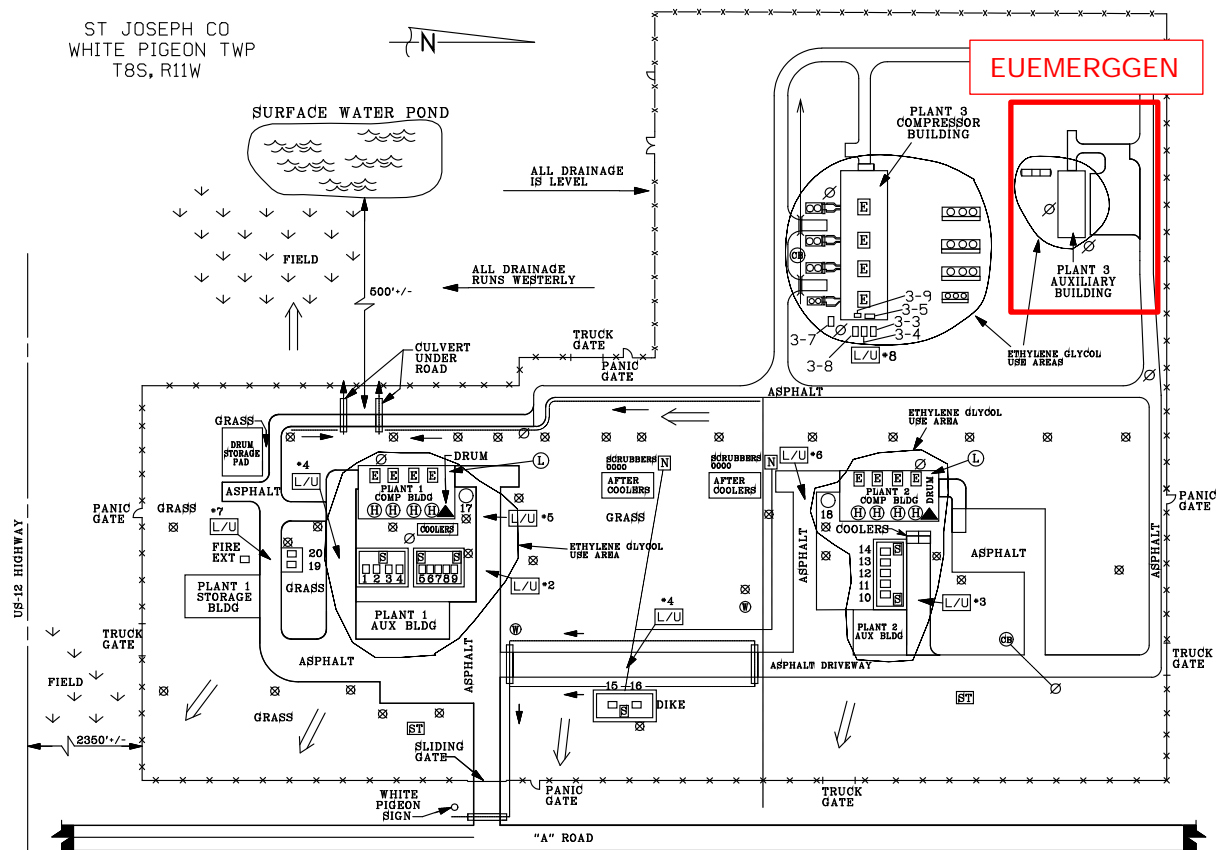 ST JOSEPH CO
WHITE PIGEON TWP
T8S, R11W
N
EUEMERGGEN
SURFACE WATER POND
ALL DRAINAGE
IS LEVEL
PLANT 3
COMPRESSOR
BUILDING
FIELD
ALL DRAINAGE
RUNS WESTERLY
500'+/-
E
E
E
E
CB
PLANT 3
AUXILIARY
BUILDING
3-9
3-5
3-3
3-4
3-7
3-8
L/U *8
ETHYLENE GLYCOL
USE AREAS
TRUCK
GATE
PANIC
GATE
CULVERT
UNDER
ROAD
ASPHALT
GRASS
DRUM
STORAGE
PAD
ASPHALT
*4
L/U
DRUM
L
E E E E
PLANT 1
COMP BLDG
H H H H
17
COOLERS
SCRUBBERS
0000
N
AFTER
COOLERS
SCRUBBERS
0000
N
AFTER
COOLERS
*6
L/U
ETHYLENE GLYCOL
USE AREA
L
E E E E
PLANT 2
COMP BLDG
DRUM
H H H H
18
COOLERS
PANIC
GATE
PANIC
GATE
GRASS
*7
L/U
FIRE
EXT
20
19
GRASS
PLANT 1
STORAGE
BLDG
S
1 2 3 4
S
5 6 7 8 9
L/U *5
GRASS
ETHYLENE GLYCOL
USE AREA
L/U *2
PLANT 1
AUX BLDG
ASPHALT
14
13
12
11
10
S
S
ASPHALT
ASPHALT
L/U *3
PLANT 2
AUX BLDG
*4
L/U
W
W
CB
US-12 HIGHWAY
TRUCK
GATE
TRUCK
GATE
FIELD
ASPHALT
ASPHALT
ASPHALT DRIVEWAY
GRASS
15 16
S
DIKE
ST
ST
2350'+/-
SLIDING
GATE
PANIC
GATE
TRUCK
GATE
WHITE
PIGEON
SIGN
"A" ROAD